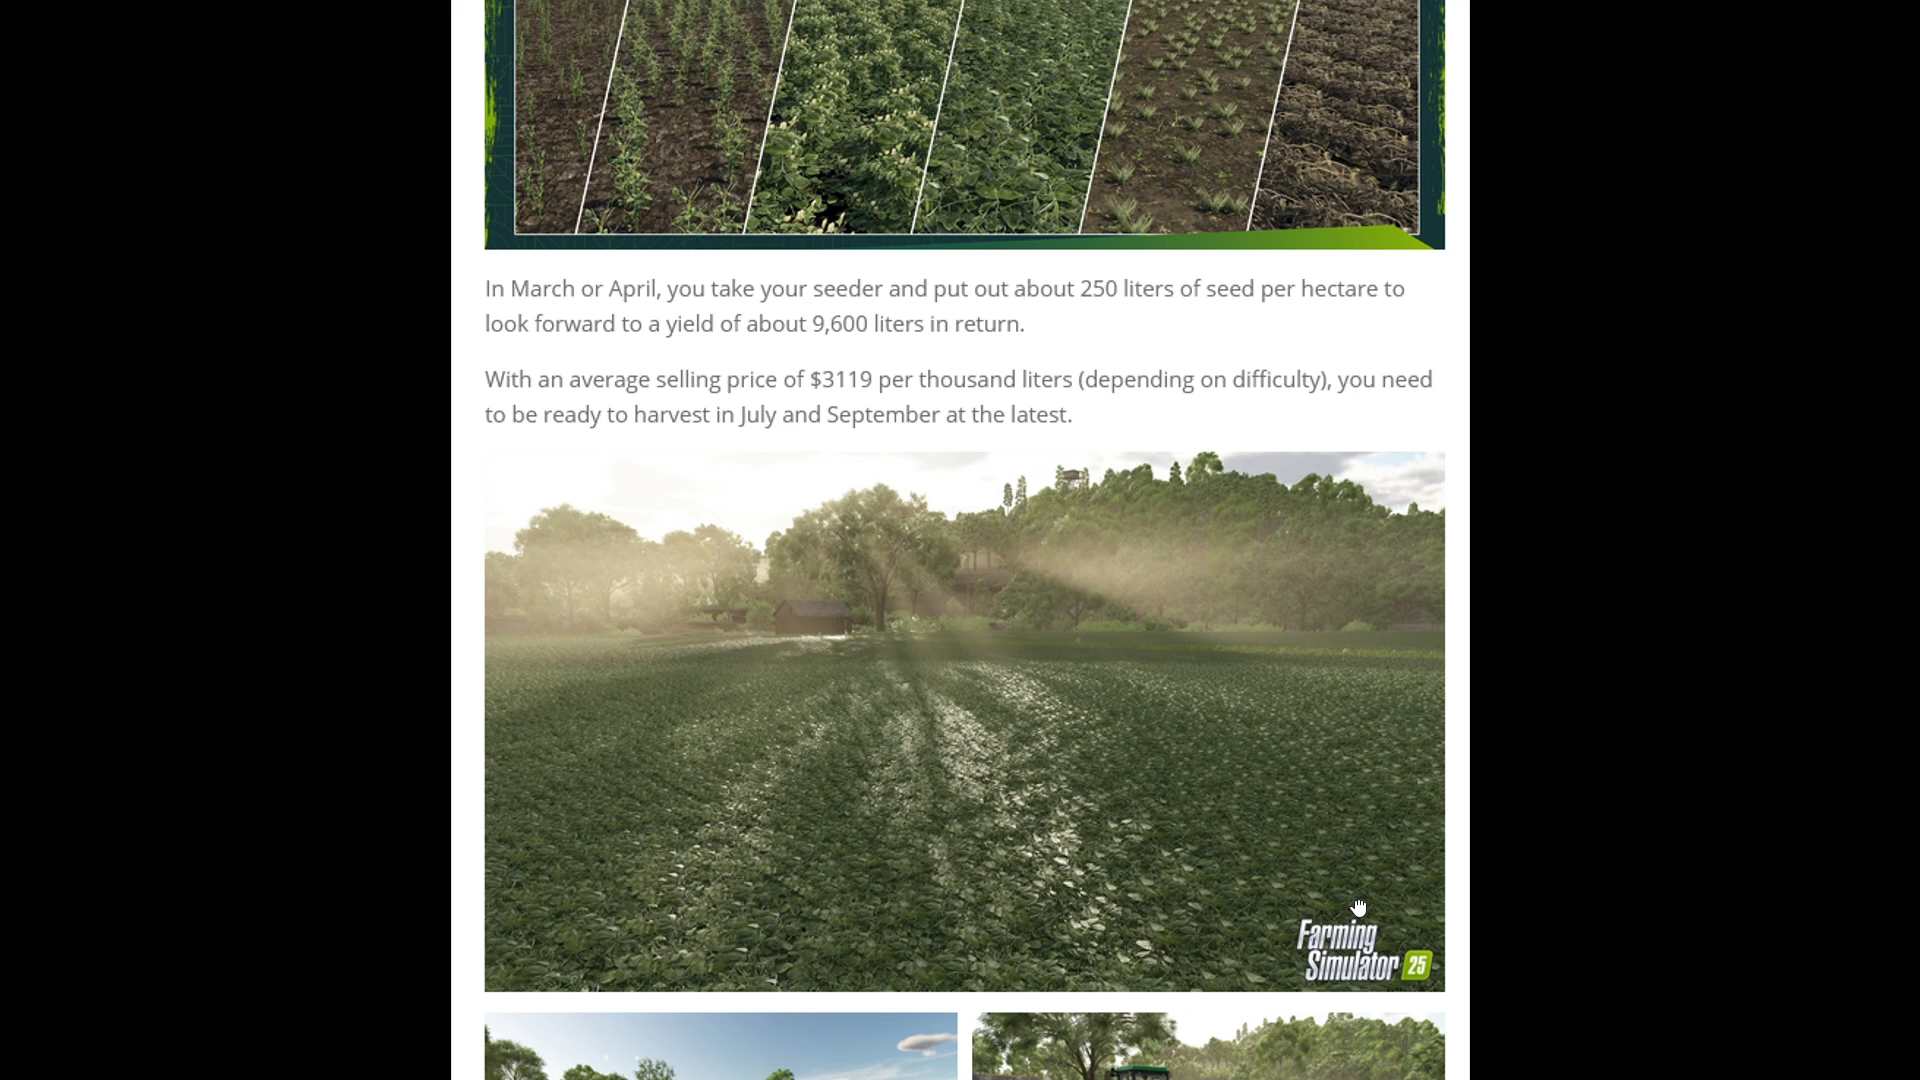 In March or April, you take your seeder and put out about 250 liters of seed per hectare to
look forward to a yield of about 9,600 liters in return.
With an average selling price of $3119 per thousand liters (depending on difficulty), you need
to be ready to harvest in July and September at the latest.
Farming
Simulator 25